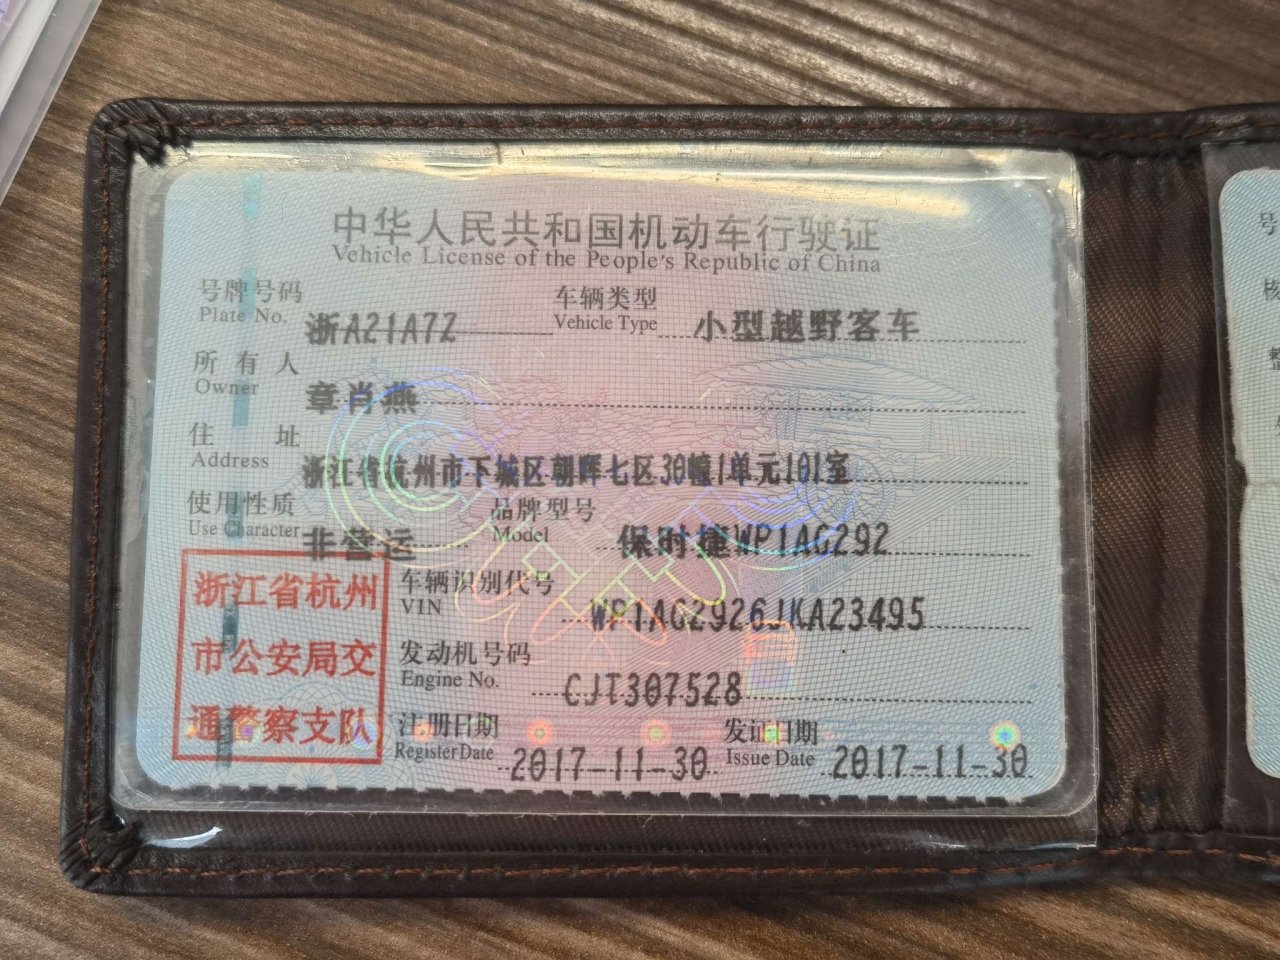 中华人民共和国机动车行驶证
Vehicle License of the People's Republic of China
号牌号码 浙A21A7Z 车辆类型 小型越野客车
Plate No. Vehicle Type
所有人 章肖燕
Owner
住址 浙江省杭州市下城区朝晖七区30幢1单元101室
Address
使用性质 非营运 品牌型号 保时捷WP1AG292
Use Character Model
浙江省杭州
市公安局交
通警察支队
车辆识别代号 WP1AG2926JKA23495
VIN
发动机号码 CJT307528
Engine No.
注册日期 2017-11-30 发证日期 2017-11-30
Register Date Issue Date
号
核
整